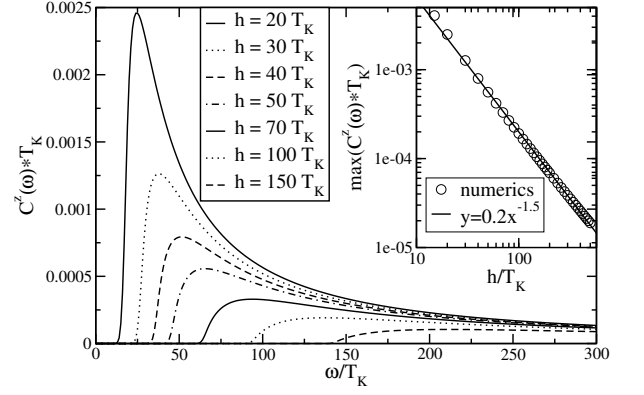 0.0025
0.002
0.0015
0.001
0.0005
0
C^z(ω)*T_K
0 50 100 150 200 250 300
ω/T_K
h = 20 T_K
h = 30 T_K
h = 40 T_K
h = 50 T_K
h = 70 T_K
h = 100 T_K
h = 150 T_K
max(C^z(ω)*T_K)
1e-03
1e-04
1e-05
numerics
y=0.2x^-1.5
10 100
h/T_K